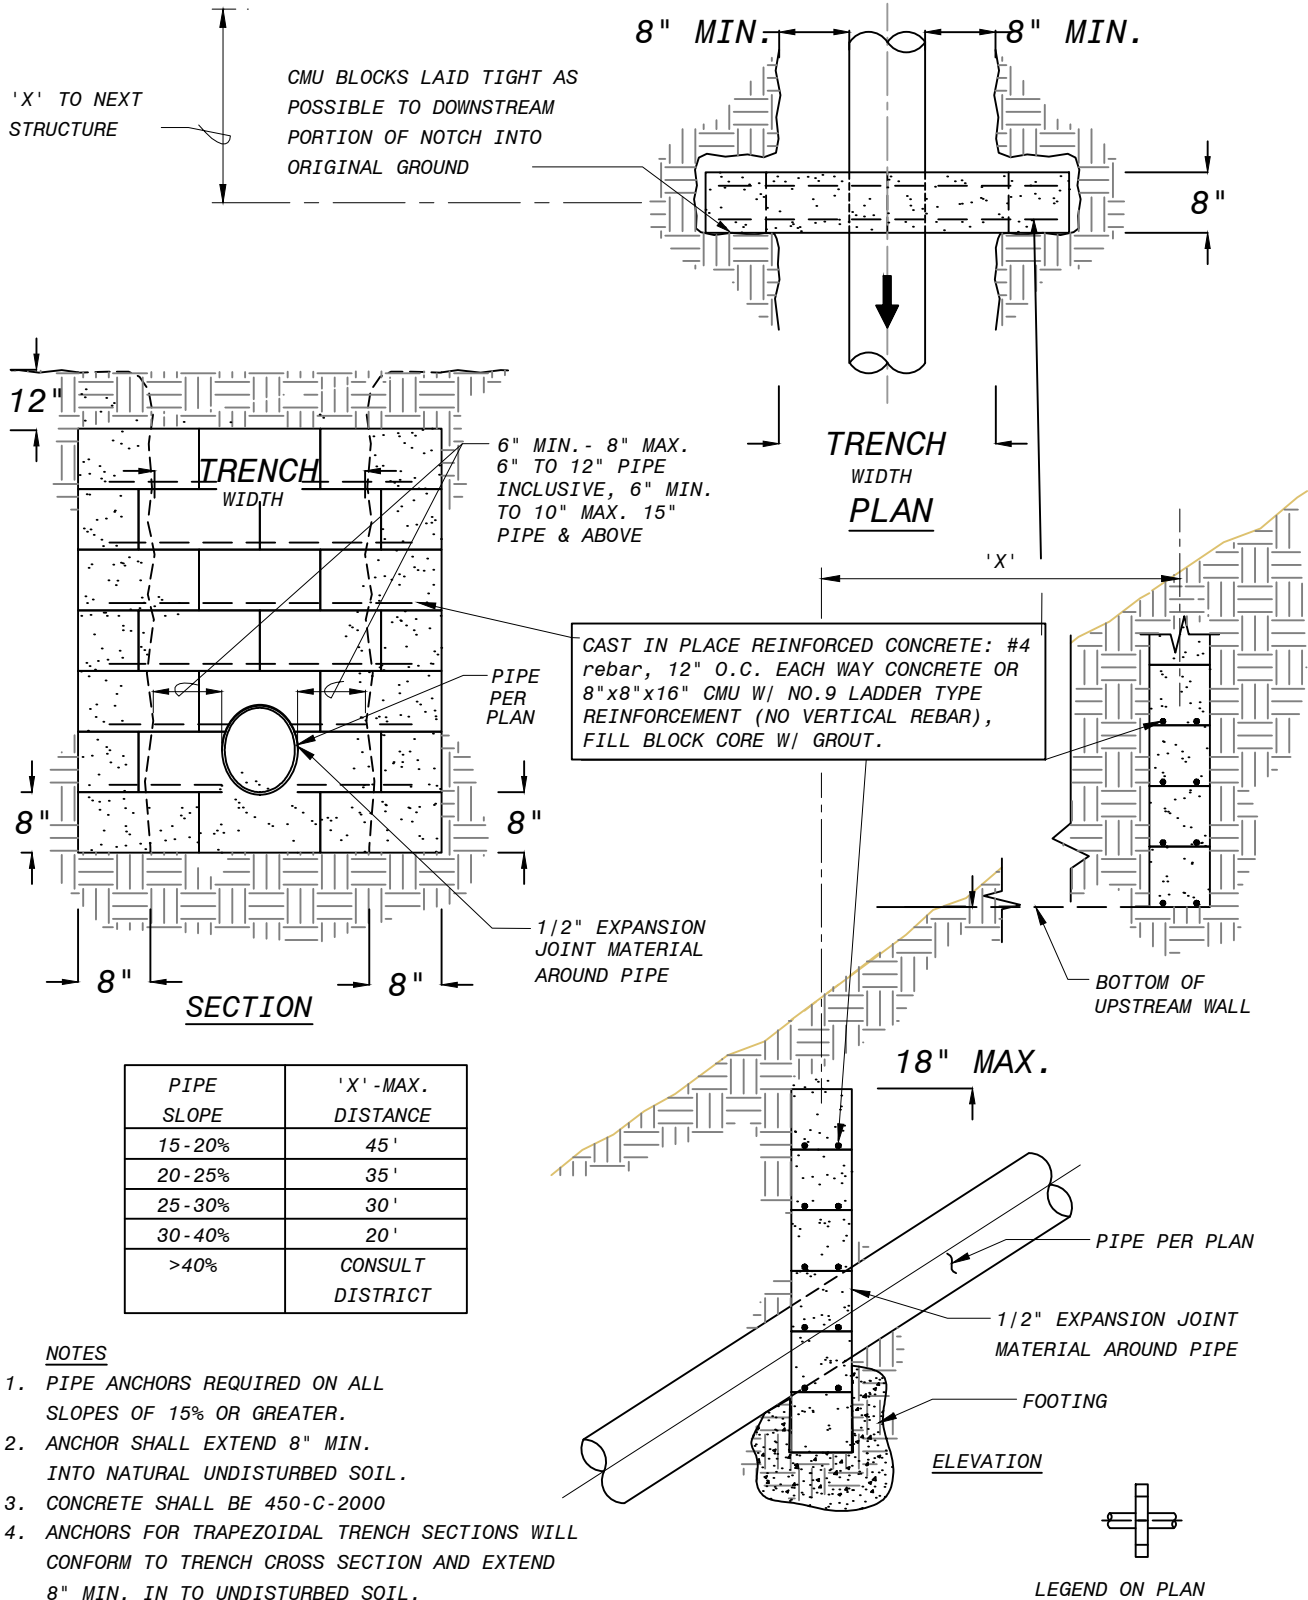 8" MIN.
8" MIN.
'X' TO NEXT
STRUCTURE
CMU BLOCKS LAID TIGHT AS
POSSIBLE TO DOWNSTREAM
PORTION OF NOTCH INTO
ORIGINAL GROUND
8"
TRENCH
WIDTH
PLAN
12"
TRENCH
WIDTH
6" MIN.- 8" MAX.
6" TO 12" PIPE
INCLUSIVE, 6" MIN.
TO 10" MAX. 15"
PIPE & ABOVE
'X'
CAST IN PLACE REINFORCED CONCRETE: #4
rebar, 12" O.C. EACH WAY CONCRETE OR
8"x8"x16" CMU W/ NO.9 LADDER TYPE
REINFORCEMENT (NO VERTICAL REBAR),
FILL BLOCK CORE W/ GROUT.
PIPE
PER
PLAN
8"
8"
1/2" EXPANSION
JOINT MATERIAL
AROUND PIPE
8"
8"
SECTION
BOTTOM OF
UPSTREAM WALL
18" MAX.
PIPE
SLOPE
'X'-MAX.
DISTANCE
15-20%
45'
20-25%
35'
25-30%
30'
30-40%
20'
>40%
CONSULT
DISTRICT
PIPE PER PLAN
1/2" EXPANSION JOINT
MATERIAL AROUND PIPE
FOOTING
ELEVATION
NOTES
1. PIPE ANCHORS REQUIRED ON ALL
SLOPES OF 15% OR GREATER.
2. ANCHOR SHALL EXTEND 8" MIN.
INTO NATURAL UNDISTURBED SOIL.
3. CONCRETE SHALL BE 450-C-2000
4. ANCHORS FOR TRAPEZOIDAL TRENCH SECTIONS WILL
CONFORM TO TRENCH CROSS SECTION AND EXTEND
8" MIN. IN TO UNDISTURBED SOIL.
LEGEND ON PLAN